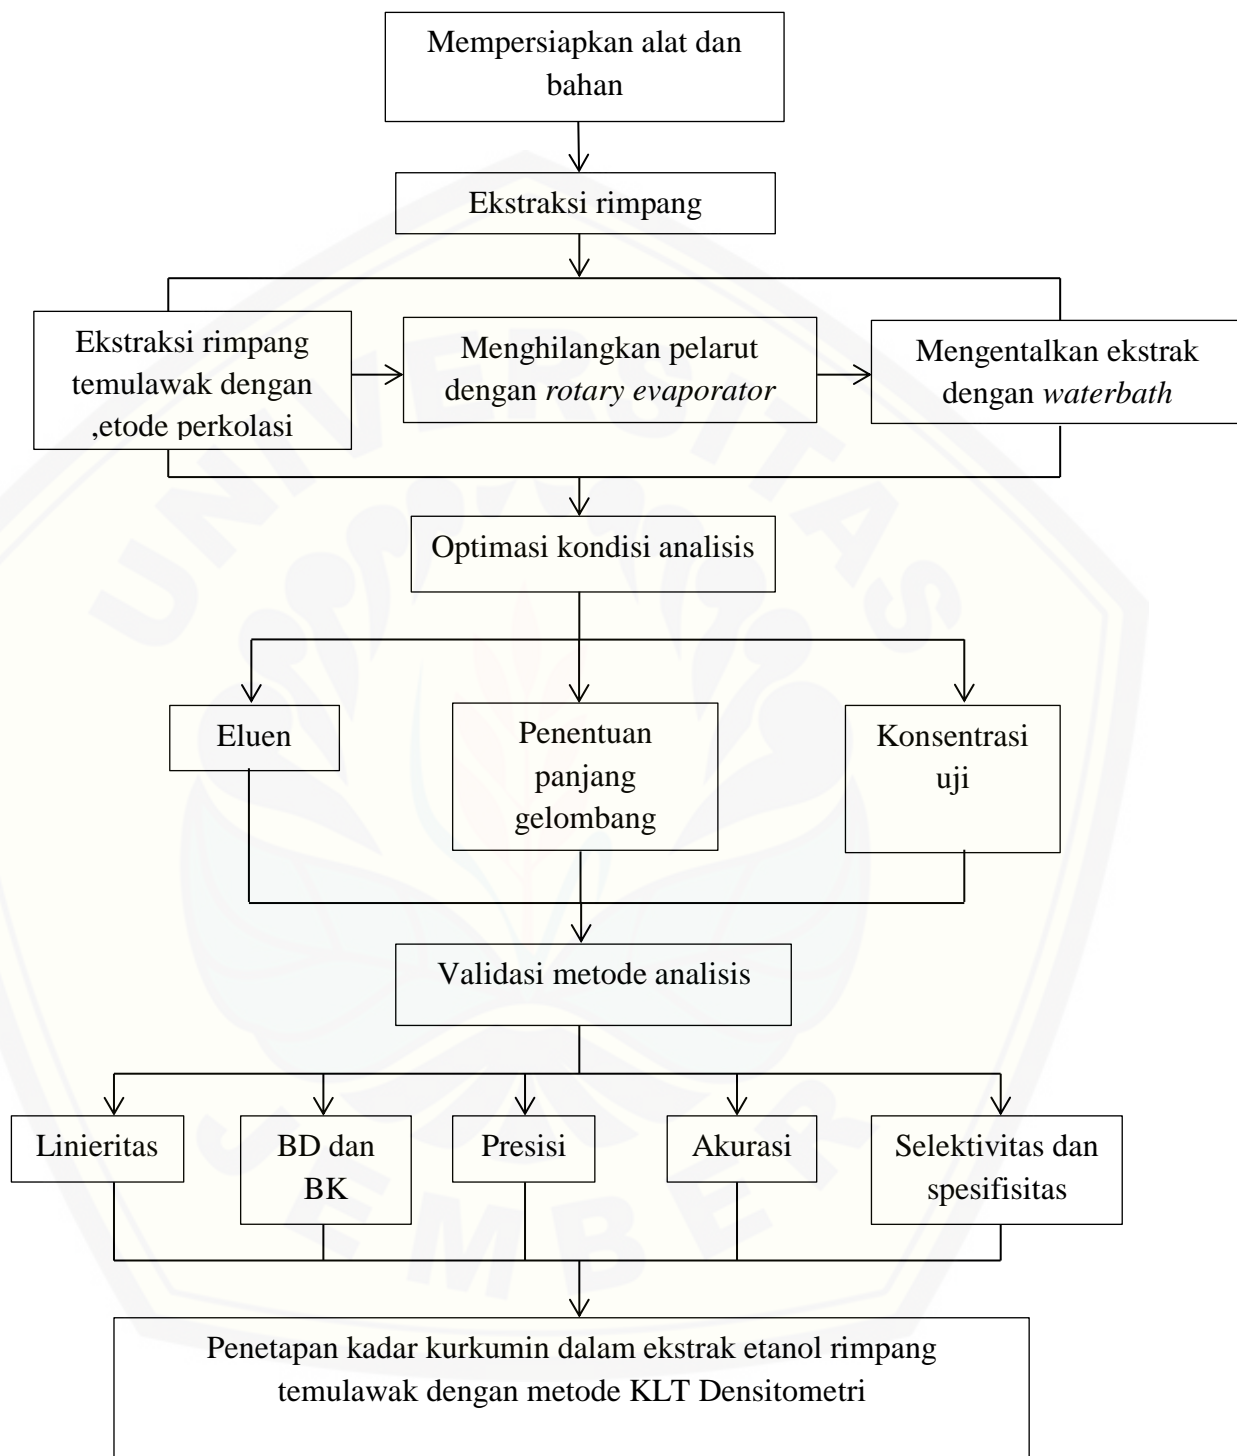 Mempersiapkan alat dan
bahan
Ekstraksi rimpang
Ekstraksi rimpang
temulawak dengan
,etode perkolasi
Menghilangkan pelarut
dengan rotary evaporator
Mengentalkan ekstrak
dengan waterbath
Optimasi kondisi analisis
Eluen
Penentuan
panjang
gelombang
Konsentrasi
uji
Validasi metode analisis
Linieritas
BD dan
BK
Presisi
Akurasi
Selektivitas dan
spesifisitas
Penetapan kadar kurkumin dalam ekstrak etanol rimpang
temulawak dengan metode KLT Densitometri
UNIVERSITAS
JEMBER